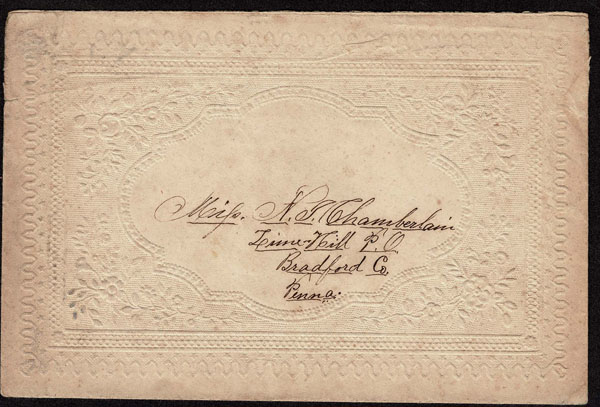 Miss. N. J. Chamberlain
Lime Hill P.O
Bradford Co.
Penna.